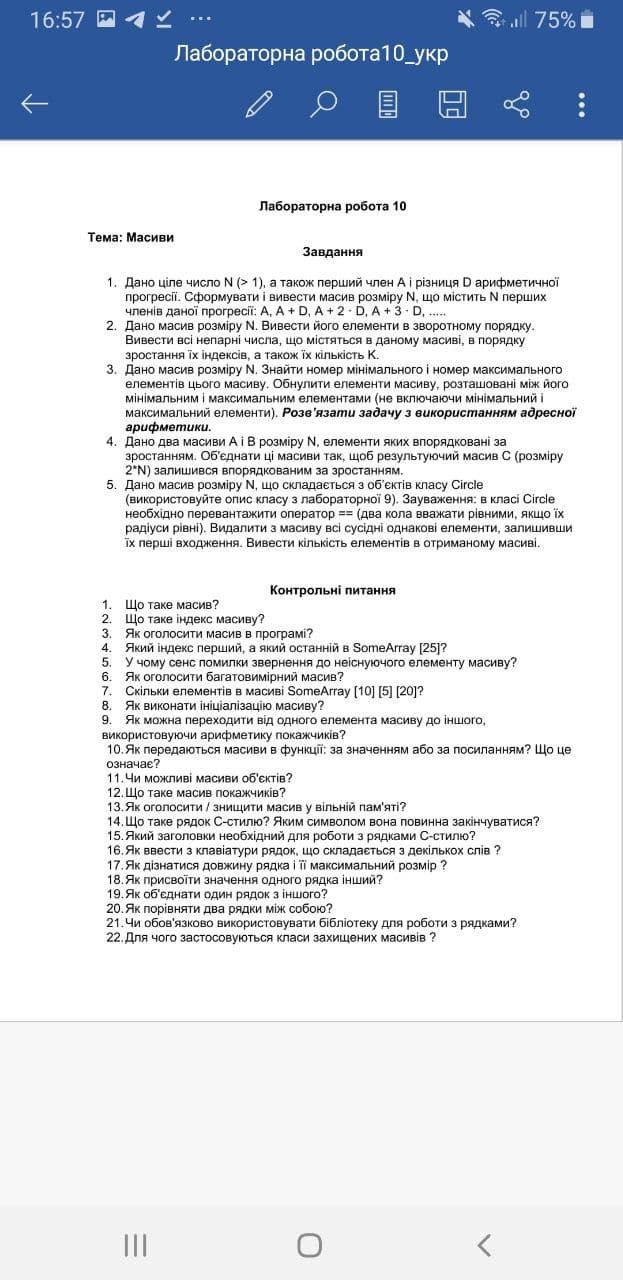 16:57 ... 75%
Лабораторна робота10_укр
Лабораторна робота 10
Тема: Масиви
Завдання
1. Дано ціле число N (> 1), а також перший член А і різниця D арифметичної
прогресії. Сформувати і вивести масив розміру N, що містить N перших
членів даної прогресії: A, A + D, A + 2 · D, A + 3 · D, .....
2. Дано масив розміру N. Вивести його елементи в зворотному порядку.
Вивести всі непарні числа, що містяться в даному масиві, в порядку
зростання їх індексів, а також їх кількість K.
3. Дано масив розміру N. Знайти номер мінімального і номер максимального
елементів цього масиву. Обнулити елементи масиву, розташовані між його
мінімальним і максимальним елементами (не включаючи мінімальний і
максимальний елементи). Розв'язати задачу з використанням адресної
арифметики.
4. Дано два масиви A і B розміру N, елементи яких впорядковані за
зростанням. Об'єднати ці масиви так, щоб результуючий масив C (розміру
2*N) залишився впорядкованим за зростанням.
5. Дано масив розміру N, що складається з об'єктів класу Circle
(використовуйте опис класу з лабораторної 9). Зауваження: в класі Circle
необхідно перевантажити оператор == (два кола вважати рівними, якщо їх
радіуси рівні). Видалити з масиву всі сусідні однакові елементи, залишивши
їх перші входження. Вивести кількість елементів в отриманому масиві.
Контрольні питання
1. Що таке масив?
2. Що таке індекс масиву?
3. Як оголосити масив в програмі?
4. Який індекс перший, а який останній в SomeArray [25]?
5. У чому сенс помилки звернення до неіснуючого елементу масиву?
6. Як оголосити багатовимірний масив?
7. Скільки елементів в масиві SomeArray [10] [5] [20]?
8. Як виконати ініціалізацію масиву?
9. Як можна переходити від одного елемента масиву до іншого,
використовуючи арифметику покажчиків?
10.Як передаються масиви в функції: за значенням або за посиланням? Що це
означає?
11.Чи можливі масиви об'єктів?
12.Що таке масив покажчиків?
13.Як оголосити / знищити масив у вільній пам'яті?
14.Що таке рядок С-стилю? Яким символом вона повинна закінчуватися?
15.Який заголовки необхідний для роботи з рядками С-стилю?
16.Як ввести з клавіатури рядок, що складається з декількох слів ?
17.Як дізнатися довжину рядка і її максимальний розмір ?
18.Як присвоїти значення одного рядка інший?
19.Як об'єднати один рядок з іншого?
20.Як порівняти два рядки між собою?
21.Чи обов'язково використовувати бібліотеку для роботи з рядками?
22.Для чого застосовуються класи захищених масивів ?